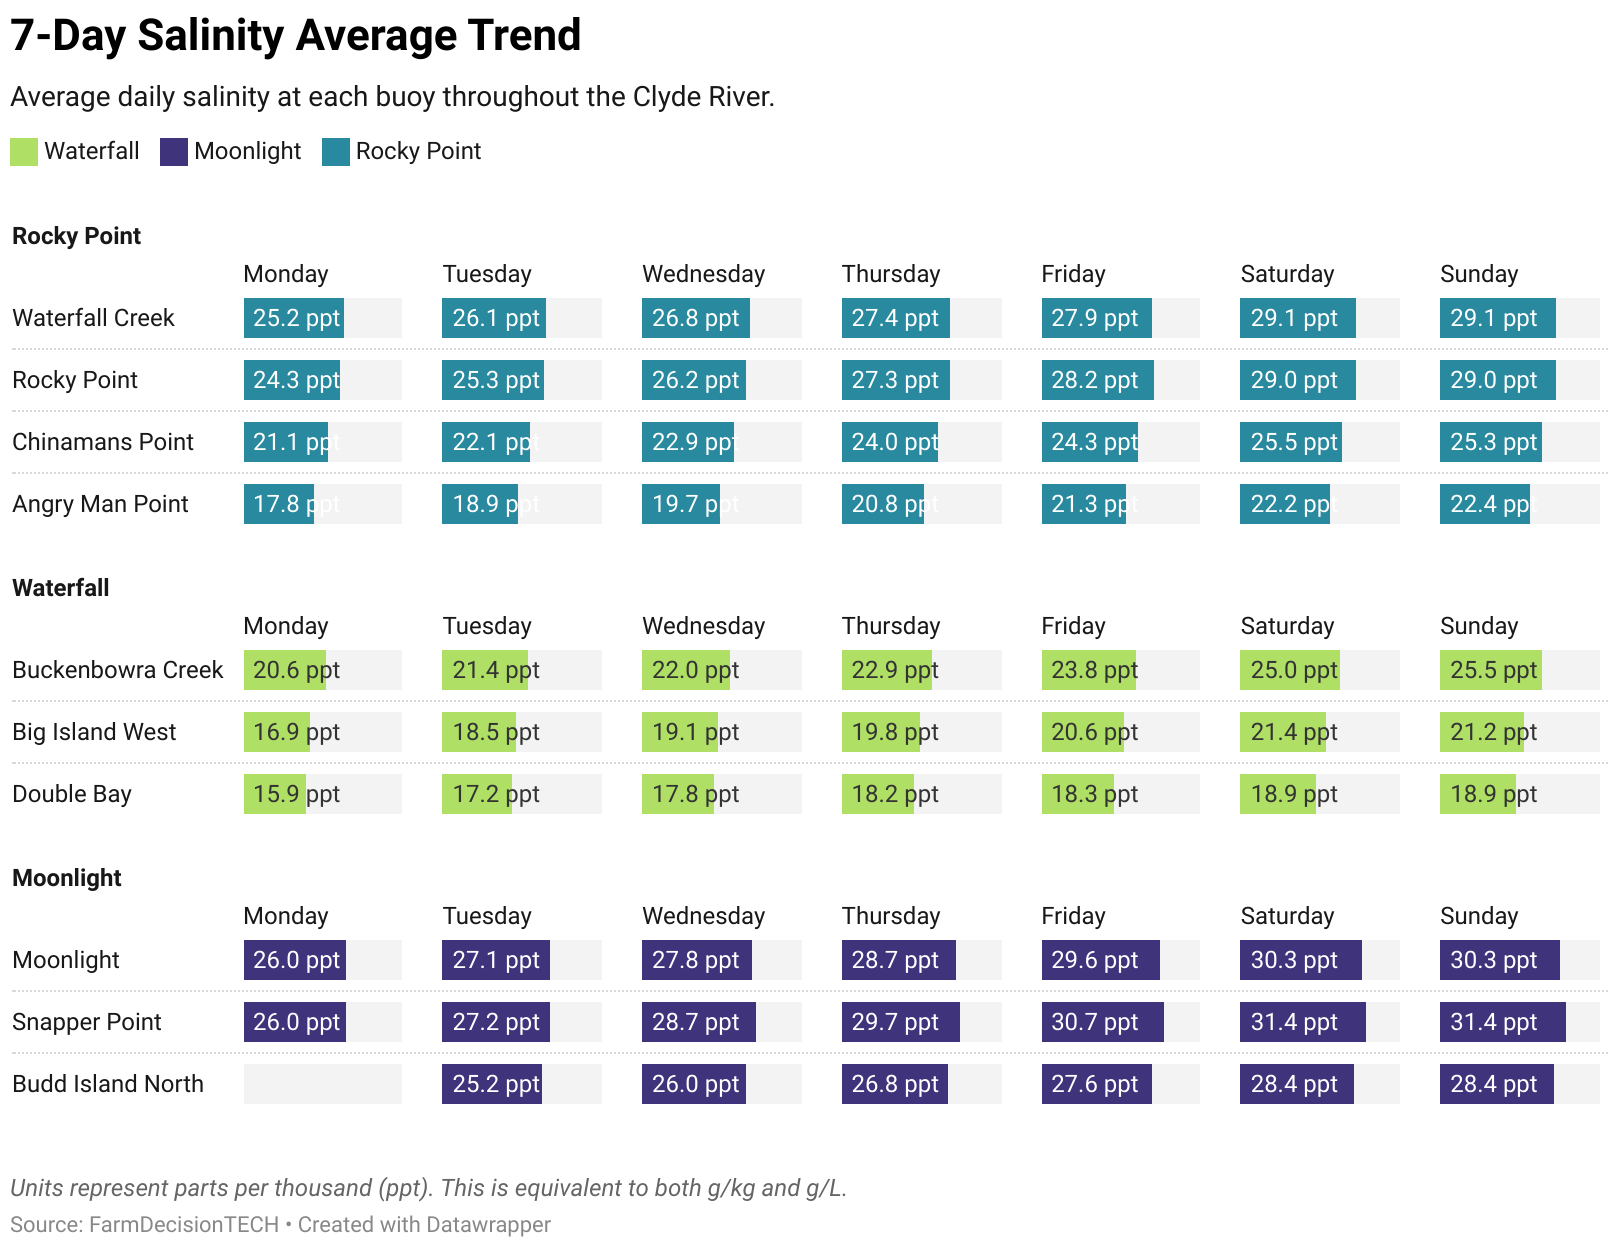 7-Day Salinity Average Trend
Average daily salinity at each buoy throughout the Clyde River.
Waterfall Moonlight Rocky Point
Rocky Point
Monday Tuesday Wednesday Thursday Friday Saturday Sunday
Waterfall Creek 25.2 ppt 26.1 ppt 26.8 ppt 27.4 ppt 27.9 ppt 29.1 ppt 29.1 ppt
Rocky Point 24.3 ppt 25.3 ppt 26.2 ppt 27.3 ppt 28.2 ppt 29.0 ppt 29.0 ppt
Chinamans Point 21.1 ppt 22.1 ppt 22.9 ppt 24.0 ppt 24.3 ppt 25.5 ppt 25.3 ppt
Angry Man Point 17.8 ppt 18.9 ppt 19.7 ppt 20.8 ppt 21.3 ppt 22.2 ppt 22.4 ppt
Waterfall
Monday Tuesday Wednesday Thursday Friday Saturday Sunday
Buckenbowra Creek 20.6 ppt 21.4 ppt 22.0 ppt 22.9 ppt 23.8 ppt 25.0 ppt 25.5 ppt
Big Island West 16.9 ppt 18.5 ppt 19.1 ppt 19.8 ppt 20.6 ppt 21.4 ppt 21.2 ppt
Double Bay 15.9 ppt 17.2 ppt 17.8 ppt 18.2 ppt 18.3 ppt 18.9 ppt 18.9 ppt
Moonlight
Monday Tuesday Wednesday Thursday Friday Saturday Sunday
Moonlight 26.0 ppt 27.1 ppt 27.8 ppt 28.7 ppt 29.6 ppt 30.3 ppt 30.3 ppt
Snapper Point 26.0 ppt 27.2 ppt 28.7 ppt 29.7 ppt 30.7 ppt 31.4 ppt 31.4 ppt
Budd Island North 25.2 ppt 26.0 ppt 26.8 ppt 27.6 ppt 28.4 ppt 28.4 ppt
Units represent parts per thousand (ppt). This is equivalent to both g/kg and g/L.
Source: FarmDecisionTECH • Created with Datawrapper